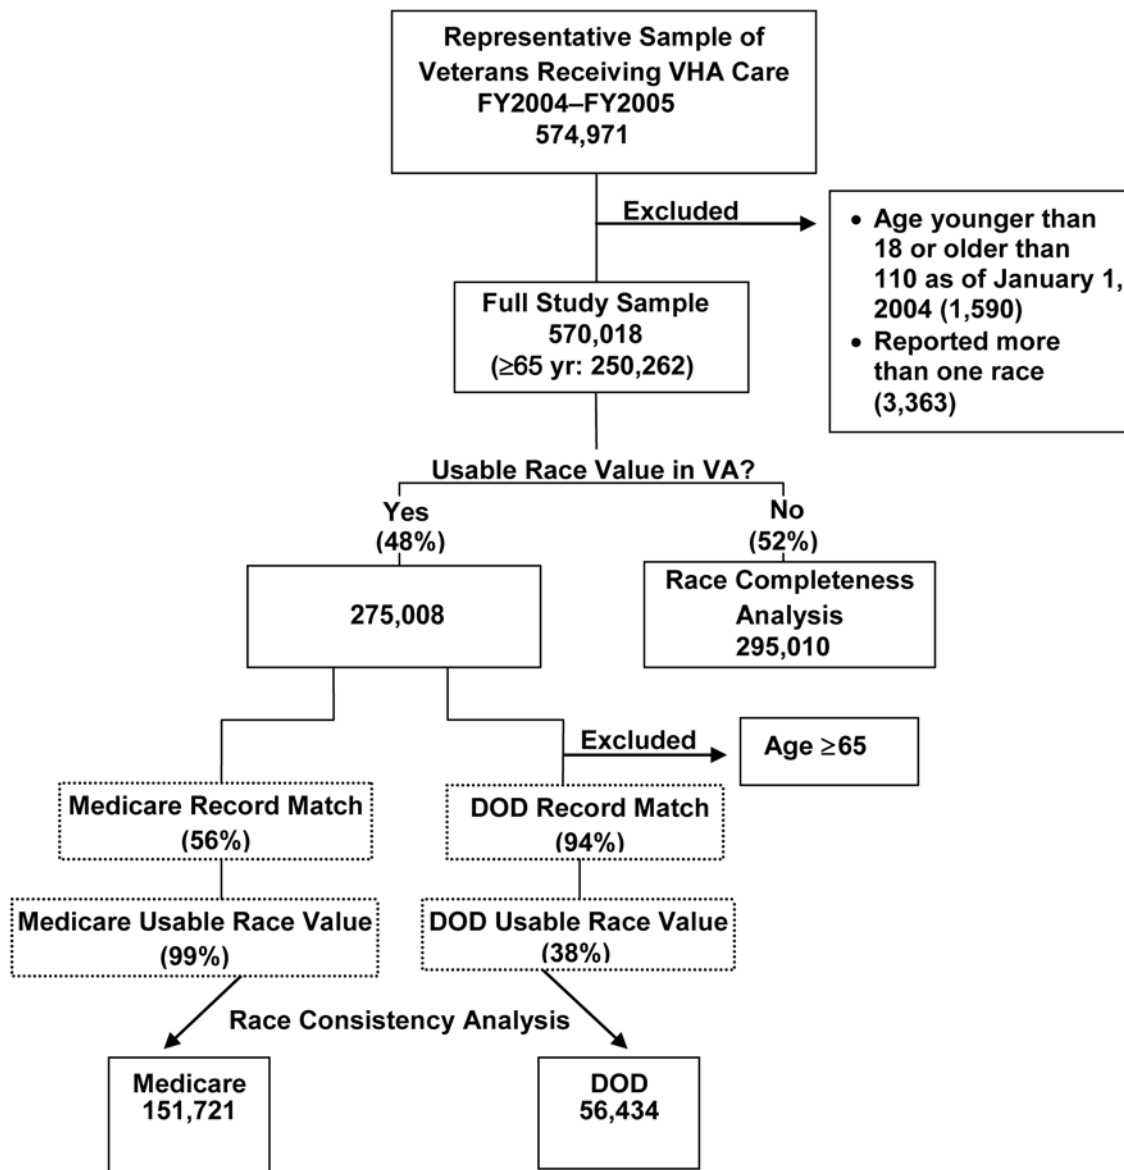 Representative Sample of
Veterans Receiving VHA Care
FY2004–FY2005
574,971
Excluded
• Age younger than
18 or older than
110 as of January 1,
2004 (1,590)
• Reported more
than one race
(3,363)
Full Study Sample
570,018
(≥65 yr: 250,262)
Usable Race Value in VA?
Yes
(48%)
No
(52%)
275,008
Race Completeness
Analysis
295,010
Excluded
Age ≥65
Medicare Record Match
(56%)
DOD Record Match
(94%)
Medicare Usable Race Value
(99%)
DOD Usable Race Value
(38%)
Race Consistency Analysis
Medicare
151,721
DOD
56,434